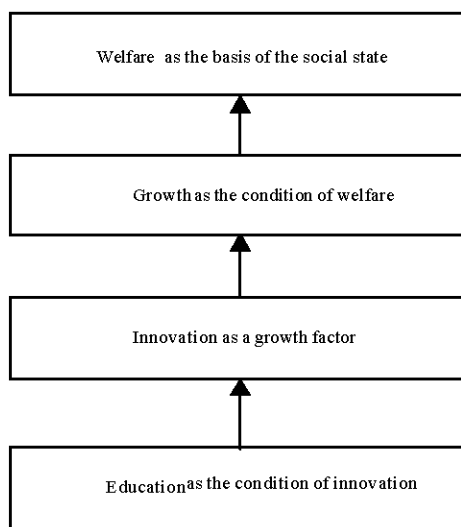 Welfare as the basis of the social state
Growth as the condition of welfare
Innovation as a growth factor
Education as the condition of innovation